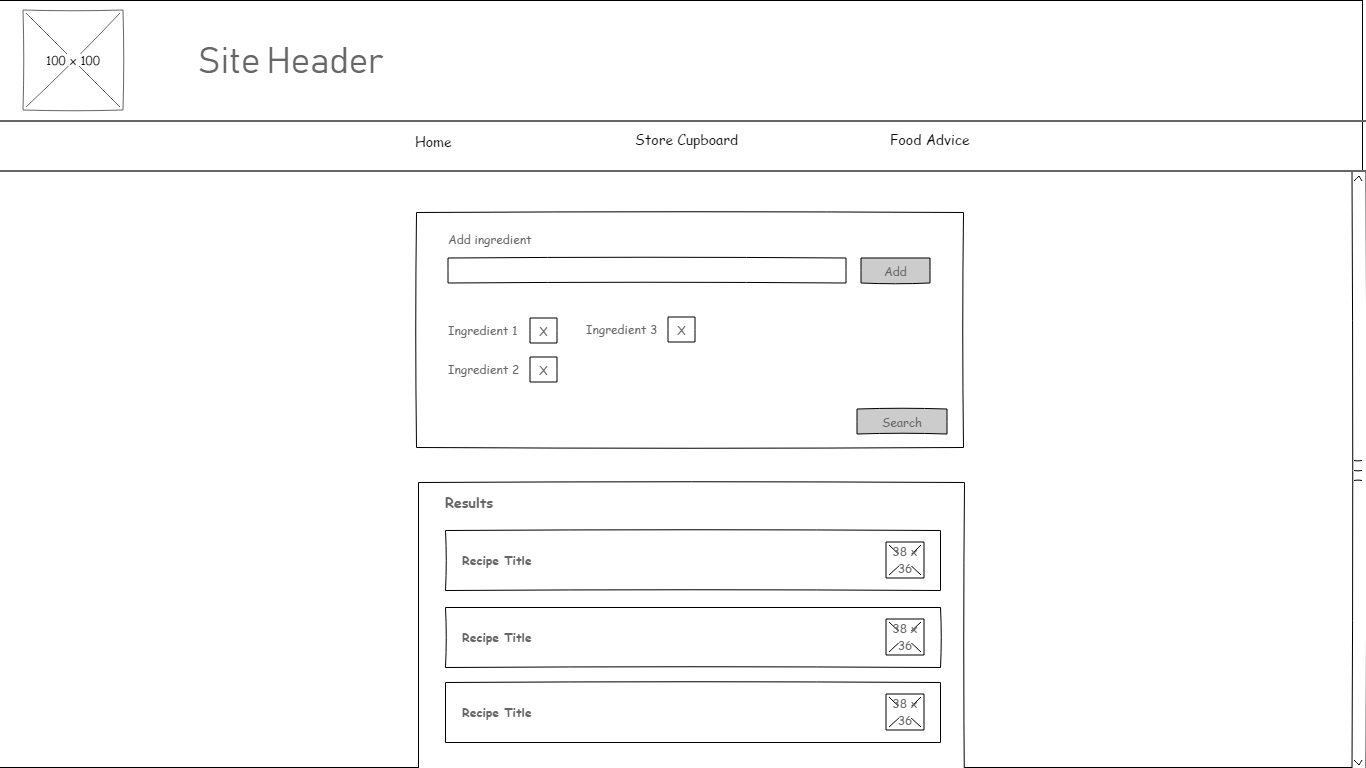 100 x 100
Site Header
Home Store Cupboard Food Advice
Add ingredient
Add
Ingredient 1 X Ingredient 3 X
Ingredient 2 X
Search
Results
Recipe Title
38 x
36
Recipe Title
38 x
36
Recipe Title
38 x
36